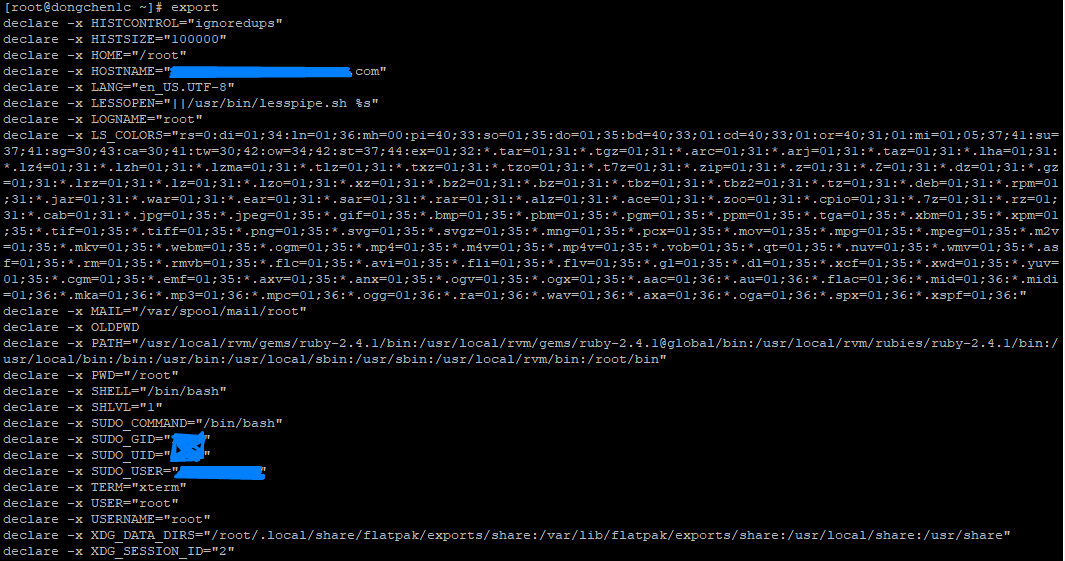 [root@dongchen1c ~]# export
declare -x HISTCONTROL="ignoredups"
declare -x HISTSIZE="100000"
declare -x HOME="/root"
declare -x HOSTNAME=".com"
declare -x LANG="en_US.UTF-8"
declare -x LESSOPEN="||/usr/bin/lesspipe.sh %s"
declare -x LOGNAME="root"
declare -x LS_COLORS="rs=0:di=01;34:ln=01;36:mh=00:pi=40;33:so=01;35:do=01;35:bd=40;33;01:cd=40;33;01:or=40;31;01:mi=01;05;37;41:su=
37;41:sg=30;43:ca=30;41:tw=30;42:ow=34;42:st=37;44:ex=01;32:*.tar=01;31:*.tgz=01;31:*.arc=01;31:*.arj=01;31:*.taz=01;31:*.lha=01;31:
*.lz4=01;31:*.lzh=01;31:*.lzma=01;31:*.tlz=01;31:*.txz=01;31:*.tzo=01;31:*.t7z=01;31:*.zip=01;31:*.z=01;31:*.Z=01;31:*.dz=01;31:*.gz
=01;31:*.lrz=01;31:*.lz=01;31:*.lzo=01;31:*.xz=01;31:*.bz2=01;31:*.bz=01;31:*.tbz=01;31:*.tbz2=01;31:*.tz=01;31:*.deb=01;31:*.rpm=01
;31:*.jar=01;31:*.war=01;31:*.ear=01;31:*.sar=01;31:*.rar=01;31:*.alz=01;31:*.ace=01;31:*.zoo=01;31:*.cpio=01;31:*.7z=01;31:*.rz=01;
31:*.cab=01;31:*.jpg=01;35:*.jpeg=01;35:*.gif=01;35:*.bmp=01;35:*.pbm=01;35:*.pgm=01;35:*.ppm=01;35:*.tga=01;35:*.xbm=01;35:*.xpm=01
;35:*.tif=01;35:*.tiff=01;35:*.png=01;35:*.svg=01;35:*.svgz=01;35:*.mng=01;35:*.pcx=01;35:*.mov=01;35:*.mpg=01;35:*.mpeg=01;35:*.m2v
=01;35:*.mkv=01;35:*.webm=01;35:*.ogm=01;35:*.mp4=01;35:*.m4v=01;35:*.mp4v=01;35:*.vob=01;35:*.qt=01;35:*.nuv=01;35:*.wmv=01;35:*.as
f=01;35:*.rm=01;35:*.rmvb=01;35:*.flc=01;35:*.avi=01;35:*.fli=01;35:*.flv=01;35:*.gl=01;35:*.dl=01;35:*.xcf=01;35:*.xwd=01;35:*.yuv=
01;35:*.cgm=01;35:*.emf=01;35:*.axv=01;35:*.anx=01;35:*.ogv=01;35:*.ogx=01;35:*.aac=01;36:*.au=01;36:*.flac=01;36:*.mid=01;36:*.midi
=01;36:*.mka=01;36:*.mp3=01;36:*.mpc=01;36:*.ogg=01;36:*.ra=01;36:*.wav=01;36:*.axa=01;36:*.oga=01;36:*.spx=01;36:*.xspf=01;36:"
declare -x MAIL="/var/spool/mail/root"
declare -x OLDPWD
declare -x PATH="/usr/local/rvm/gems/ruby-2.4.1/bin:/usr/local/rvm/gems/ruby-2.4.1@global/bin:/usr/local/rvm/rubies/ruby-2.4.1/bin:/
usr/local/bin:/bin:/usr/bin:/usr/local/sbin:/usr/sbin:/usr/local/rvm/bin:/root/bin"
declare -x PWD="/root"
declare -x SHELL="/bin/bash"
declare -x SHLVL="1"
declare -x SUDO_COMMAND="/bin/bash"
declare -x SUDO_GID=""
declare -x SUDO_UID=""
declare -x SUDO_USER=""
declare -x TERM="xterm"
declare -x USER="root"
declare -x USERNAME="root"
declare -x XDG_DATA_DIRS="/root/.local/share/flatpak/exports/share:/var/lib/flatpak/exports/share:/usr/local/share:/usr/share"
declare -x XDG_SESSION_ID="2"